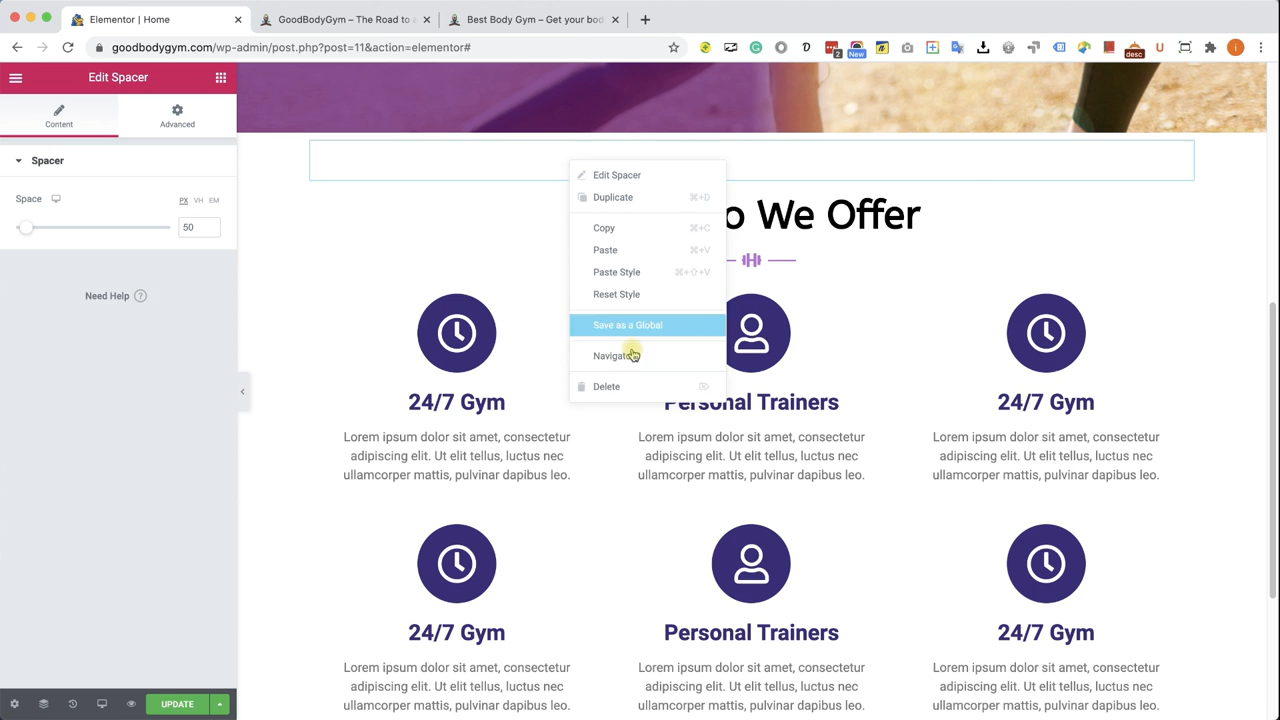 Elementor | Home
GoodBodyGym – The Road to a
Best Body Gym – Get your bod
goodbodygym.com/wp-admin/post.php?post=11&action=elementor#
2
New
desc
i
Edit Spacer
Content
Advanced
Spacer
Space
PX VH EM
50
Need Help ?
UPDATE
Edit Spacer
Duplicate ⌘+D
Copy ⌘+C
Paste ⌘+V
Paste Style ⌘+⇧+V
Reset Style
Save as a Global
Navigator
Delete
o We Offer
24/7 Gym
Lorem ipsum dolor sit amet, consectetur
adipiscing elit. Ut elit tellus, luctus nec
ullamcorper mattis, pulvinar dapibus leo.
Personal Trainers
Lorem ipsum dolor sit amet, consectetur
adipiscing elit. Ut elit tellus, luctus nec
ullamcorper mattis, pulvinar dapibus leo.
24/7 Gym
Lorem ipsum dolor sit amet, consectetur
adipiscing elit. Ut elit tellus, luctus nec
ullamcorper mattis, pulvinar dapibus leo.
24/7 Gym
Lorem ipsum dolor sit amet, consectetur
adipiscing elit. Ut elit tellus, luctus nec
ullamcorper mattis, pulvinar dapibus leo.
Personal Trainers
Lorem ipsum dolor sit amet, consectetur
adipiscing elit. Ut elit tellus, luctus nec
ullamcorper mattis, pulvinar dapibus leo.
24/7 Gym
Lorem ipsum dolor sit amet, consectetur
adipiscing elit. Ut elit tellus, luctus nec
ullamcorper mattis, pulvinar dapibus leo.